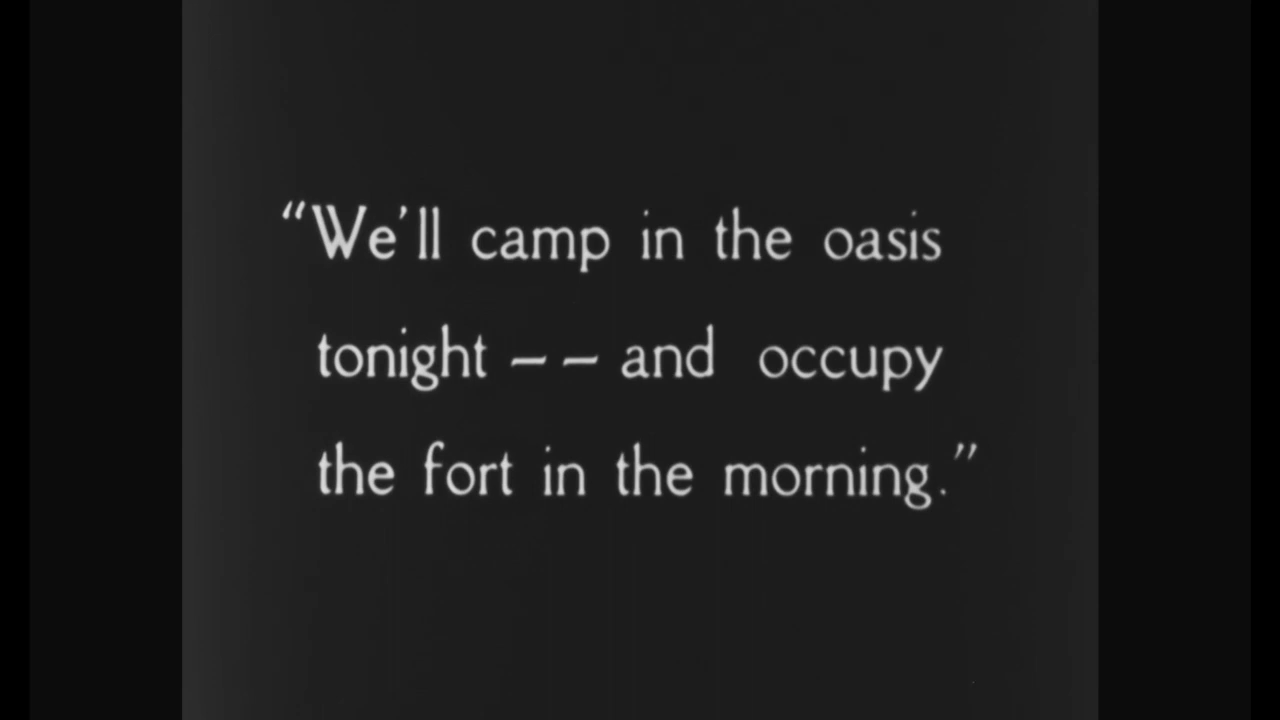 “We’ll camp in the oasis
tonight -- and occupy
the fort in the morning.”